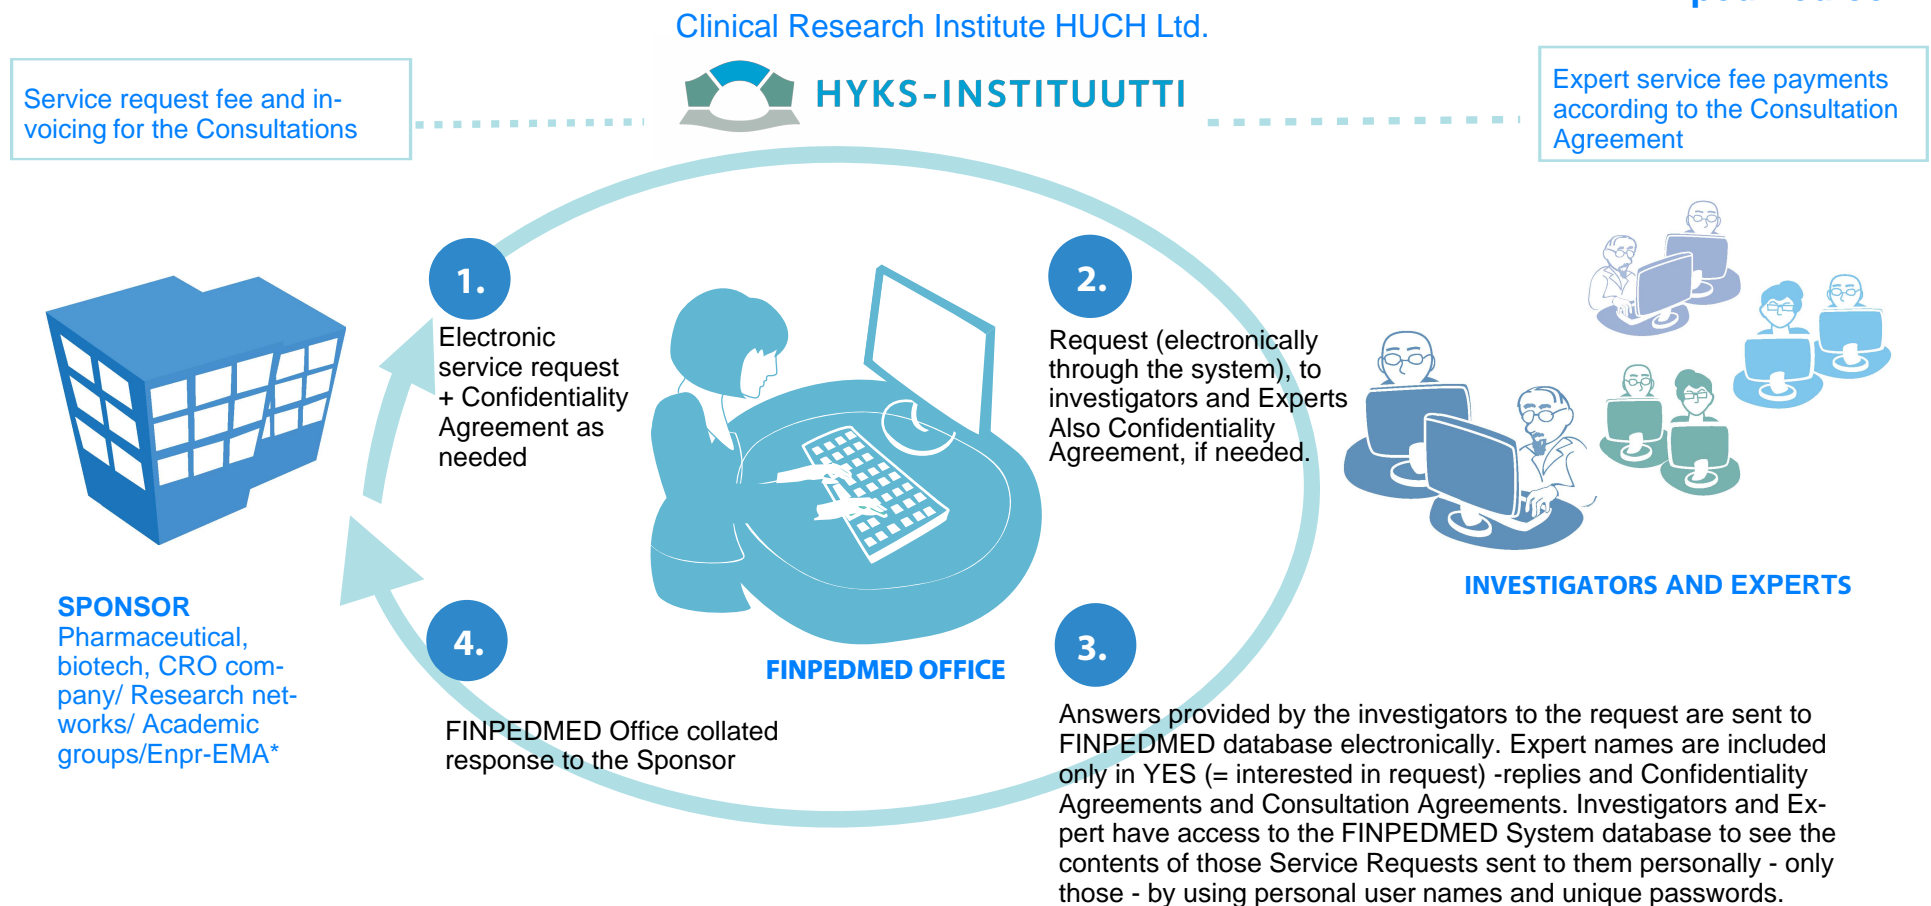 Clinical Research Institute HUCH Ltd.
HYKS-INSTITUUTTI
Service request fee and in-
voicing for the Consultations
Expert service fee payments
according to the Consultation
Agreement
1.
Electronic
service request
+ Confidentiality
Agreement as
needed
2.
Request (electronically
through the system), to
investigators and Experts
Also Confidentiality
Agreement, if needed.
INVESTIGATORS AND EXPERTS
SPONSOR
Pharmaceutical,
biotech, CRO com-
pany/ Research net-
works/ Academic
groups/Enpr-EMA*
FINPEDMED OFFICE
3.
Answers provided by the investigators to the request are sent to
FINPEDMED database electronically. Expert names are included
only in YES (= interested in request) -replies and Confidentiality
Agreements and Consultation Agreements. Investigators and Ex-
pert have access to the FINPEDMED System database to see the
contents of those Service Requests sent to them personally - only
those - by using personal user names and unique passwords.
4.
FINPEDMED Office collated
response to the Sponsor